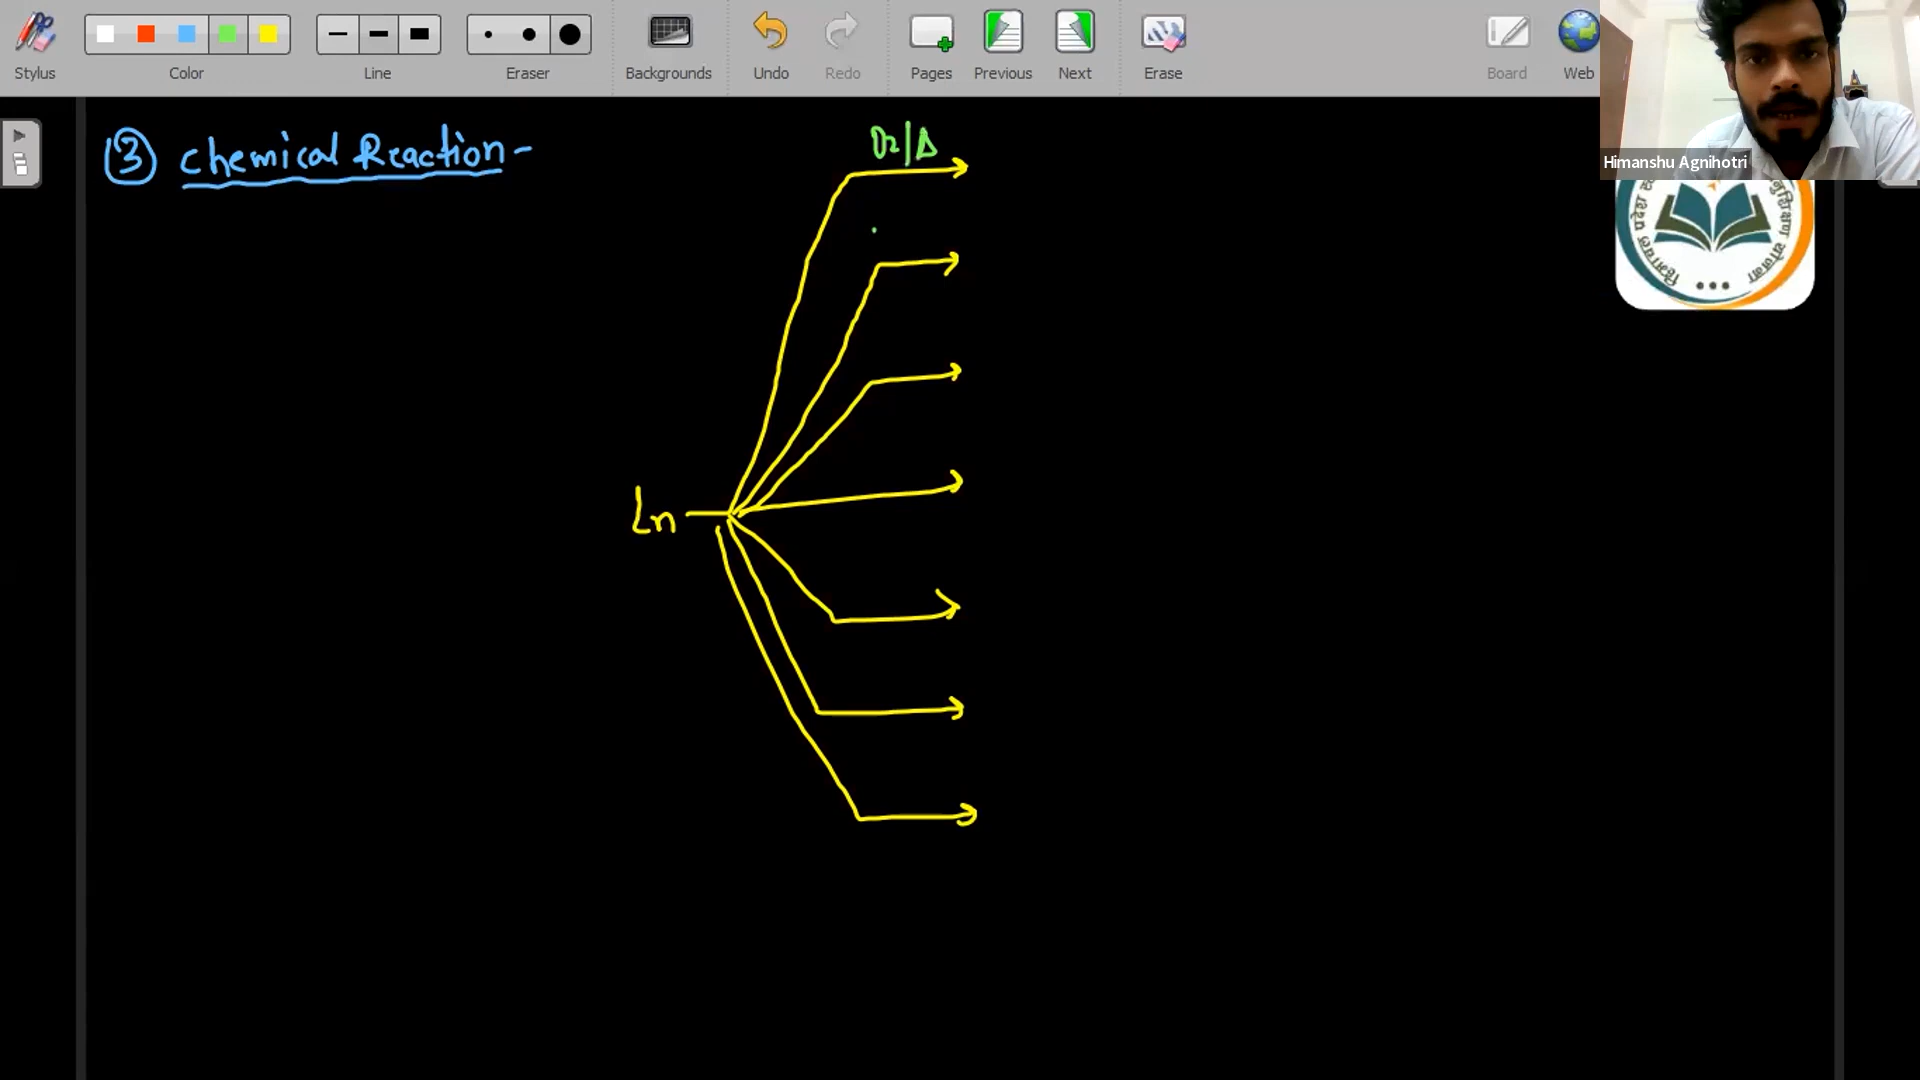 Stylus
Color
Line
Eraser
Backgrounds
Undo
Redo
Pages
Previous
Next
Erase
Board
Web
Himanshu Agnihotri
③ Chemical Reaction -
O2/Δ
Ln